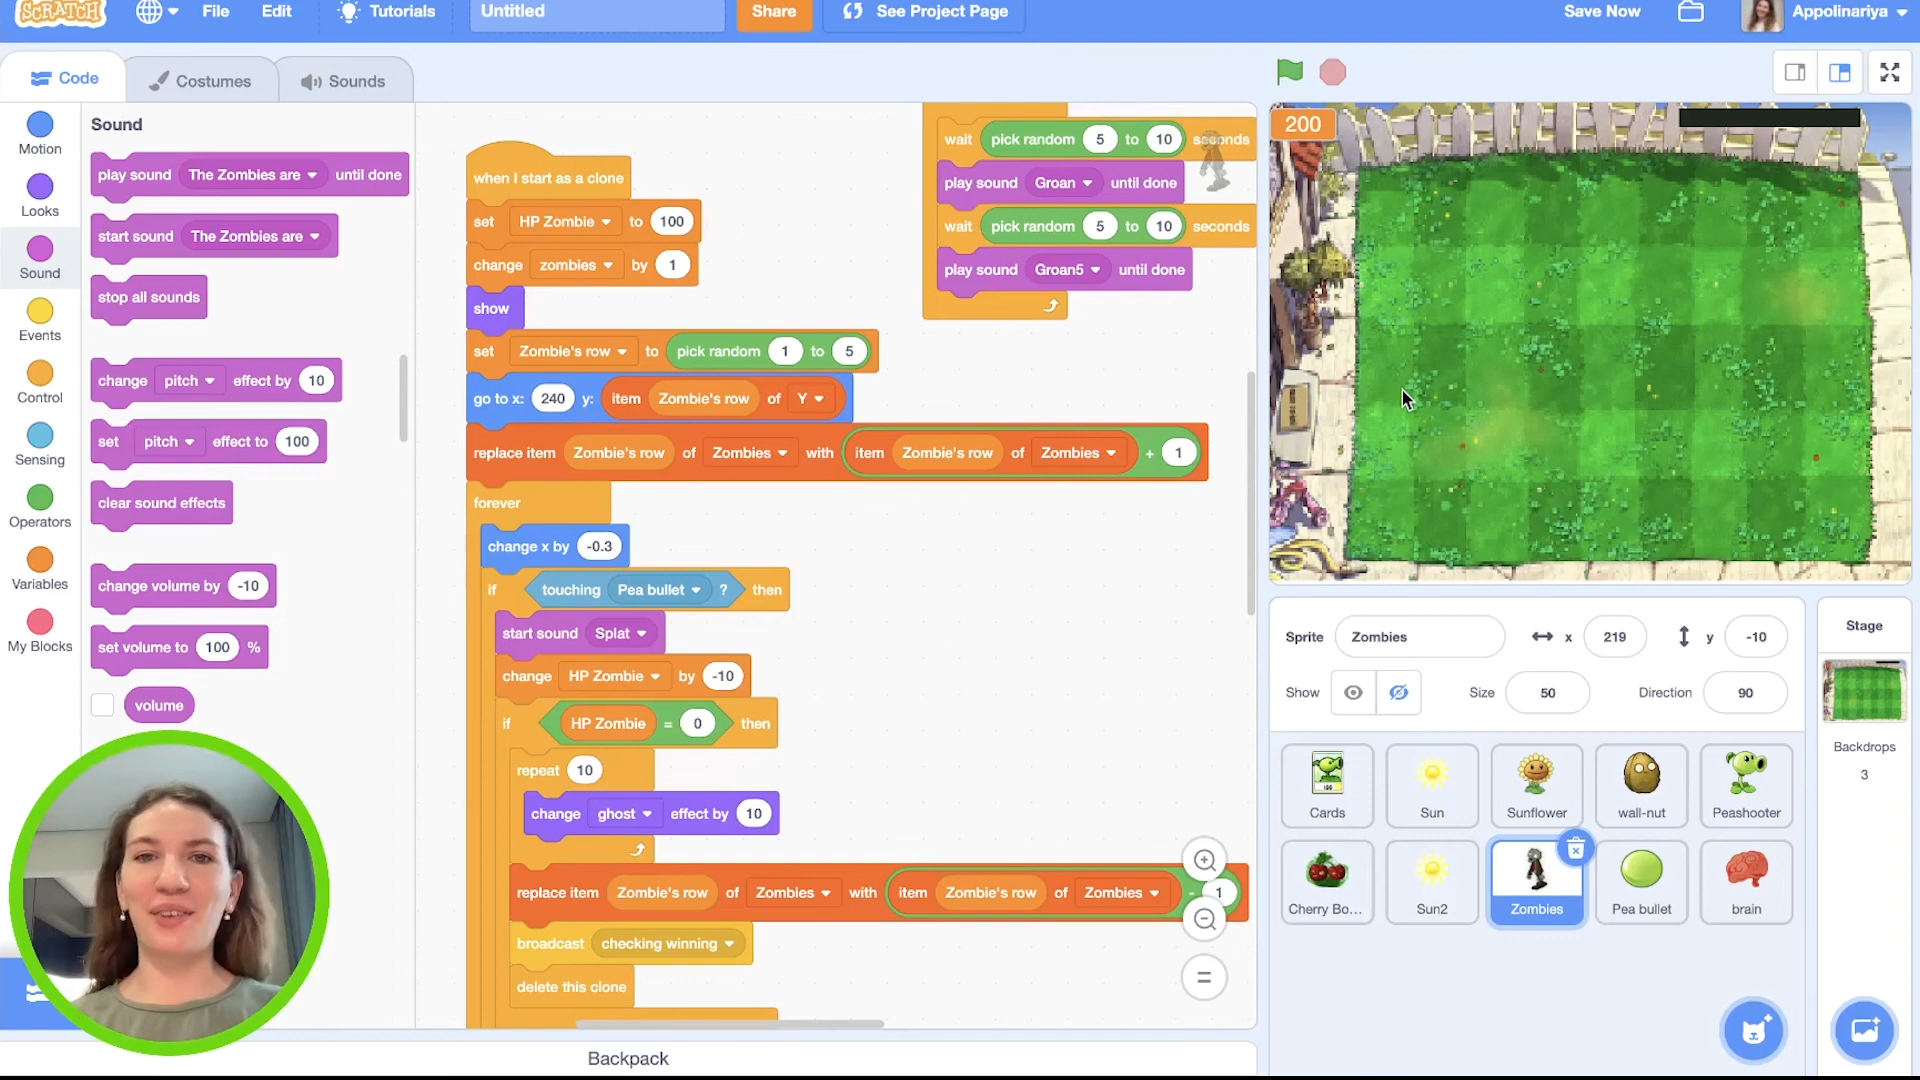 SCRATCH File Edit Tutorials Untitled Share See Project Page Save Now Appolinariya
Code Costumes Sounds
Motion
Looks
Sound
Events
Control
Sensing
Operators
Variables
My Blocks
Sound
play sound The Zombies are until done
start sound The Zombies are
stop all sounds
change pitch effect by 10
set pitch effect to 100
clear sound effects
change volume by -10
set volume to 100 %
volume
when I start as a clone
set HP Zombie to 100
change zombies by 1
show
set Zombie's row to pick random 1 to 5
go to x: 240 y: item Zombie's row of Y
replace item Zombie's row of Zombies with item Zombie's row of Zombies + 1
forever
change x by -0.3
if touching Pea bullet ? then
start sound Splat
change HP Zombie by -10
if HP Zombie = 0 then
repeat 10
change ghost effect by 10
replace item Zombie's row of Zombies with item Zombie's row of Zombies - 1
broadcast checking winning
delete this clone
wait pick random 5 to 10 seconds
play sound Groan until done
wait pick random 5 to 10 seconds
play sound Groan5 until done
Backpack
200
Sprite Zombies x 219 y -10
Show Size 50 Direction 90
Cards Sun Sunflower wall-nut Peashooter
Cherry Bo... Sun2 Zombies Pea bullet brain
Stage
Backdrops
3